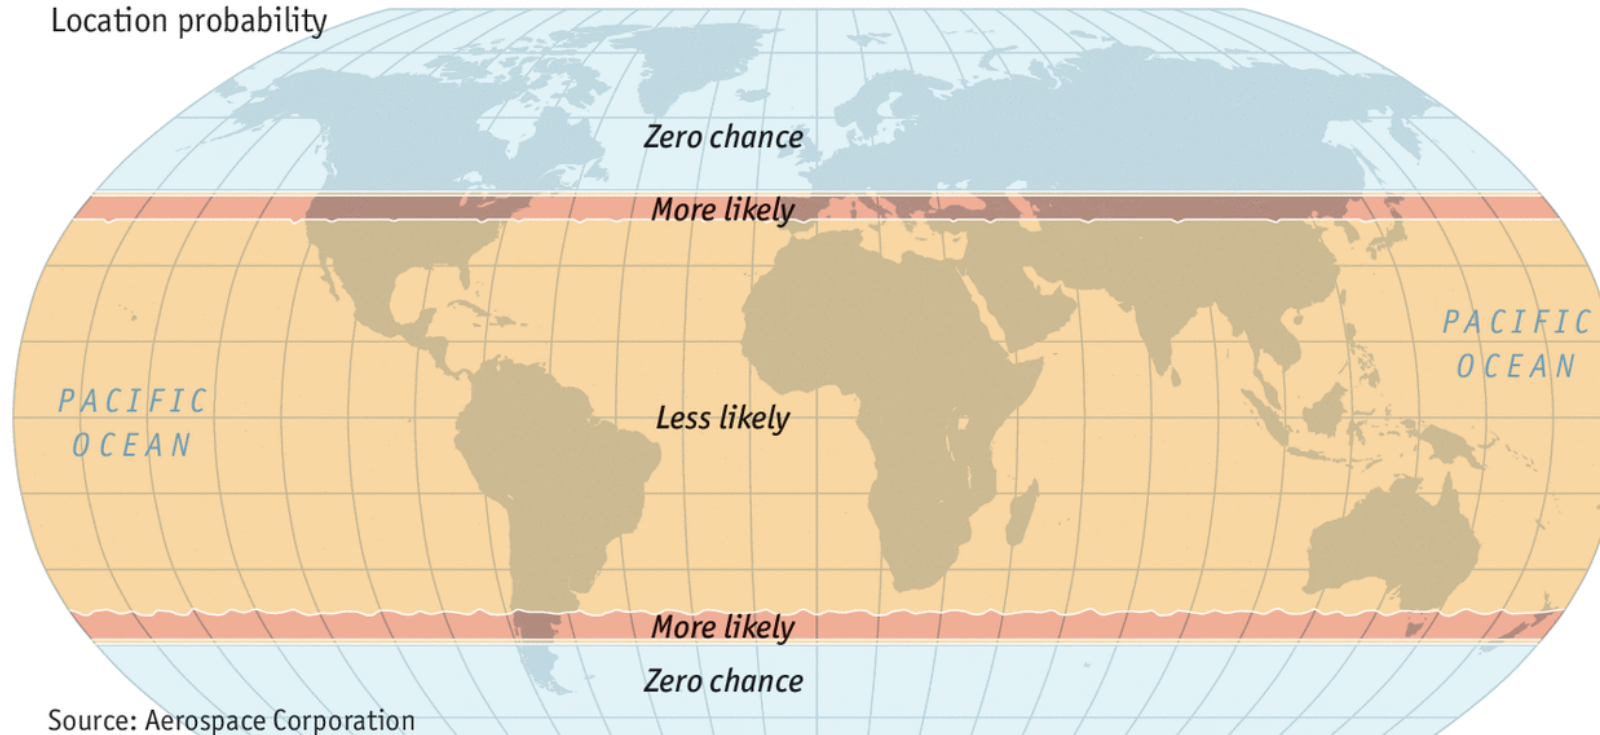 Location probability
Zero chance
More likely
PACIFIC
OCEAN
PACIFIC
OCEAN
Less likely
More likely
Zero chance
Source: Aerospace Corporation